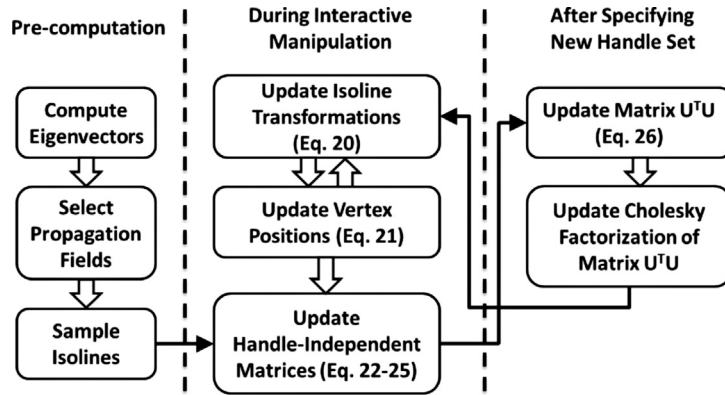 Pre-computation
Compute
Eigenvectors
Select
Propagation
Fields
Sample
Isolines
During Interactive
Manipulation
Update Isoline
Transformations
(Eq. 20)
Update Vertex
Positions (Eq. 21)
Update
Handle-Independent
Matrices (Eq. 22-25)
After Specifying
New Handle Set
Update Matrix UᵀU
(Eq. 26)
Update Cholesky
Factorization of
Matrix UᵀU